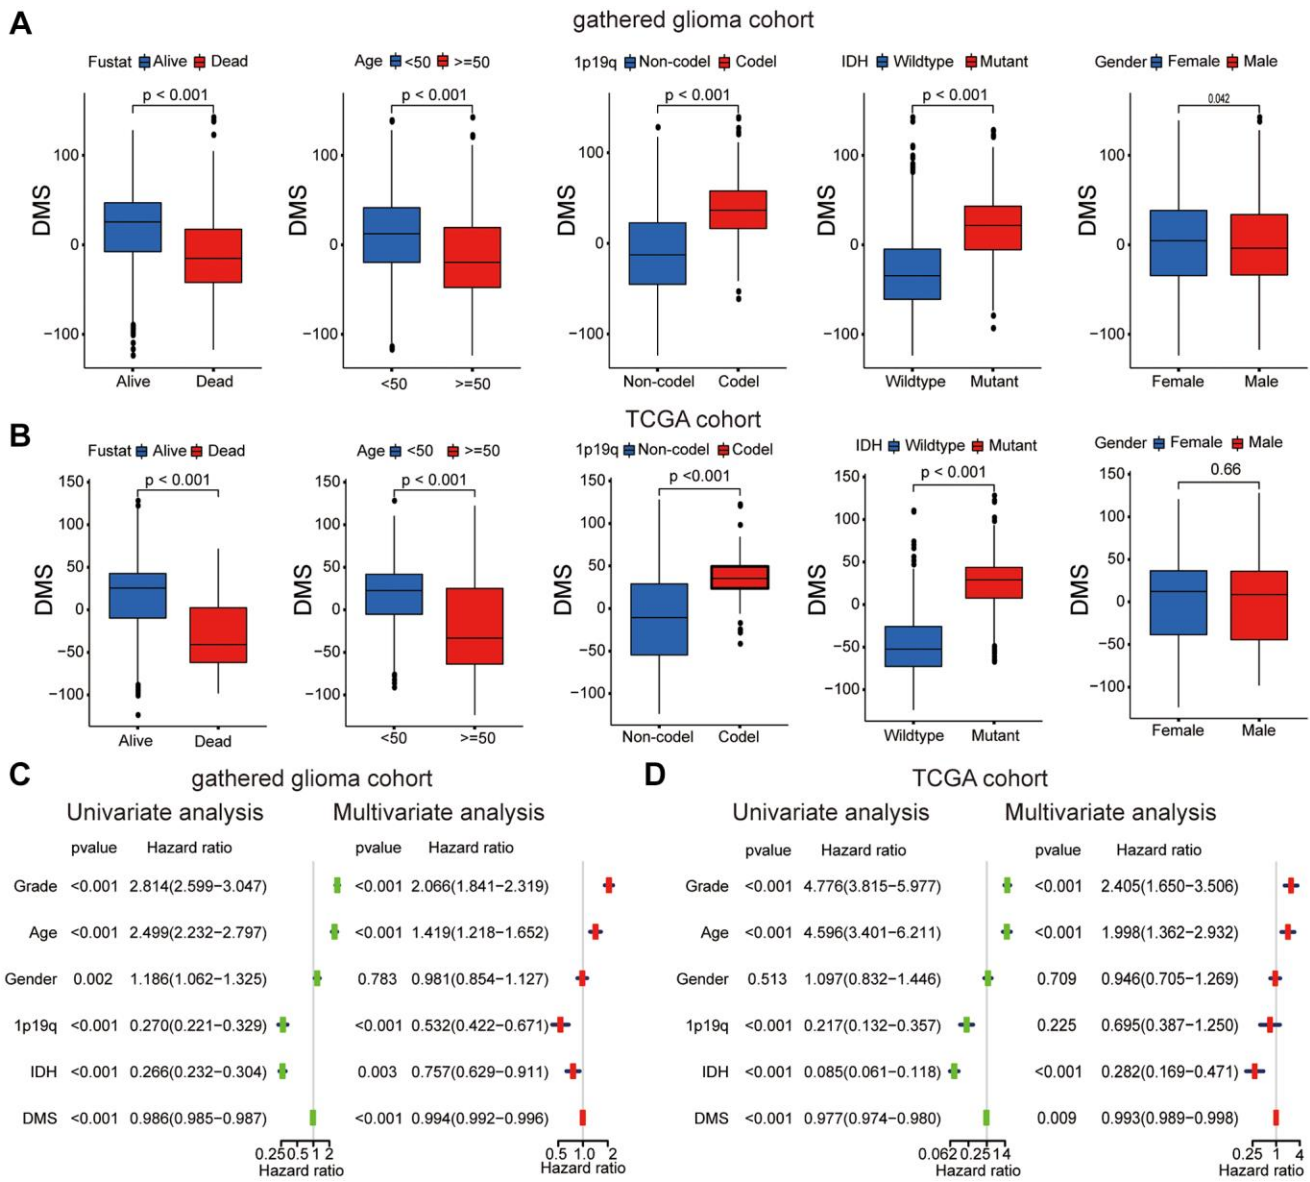 A
gathered glioma cohort
Fustat Alive Dead
Age <50 >=50
1p19q Non-codel Codel
IDH Wildtype Mutant
Gender Female Male
p < 0.001
p < 0.001
p < 0.001
p < 0.001
0.042
DMS
100
0
−100
Alive Dead
DMS
100
0
−100
<50 >=50
DMS
100
0
−100
Non-codel Codel
DMS
100
0
−100
Wildtype Mutant
DMS
100
0
−100
Female Male
B
TCGA cohort
Fustat Alive Dead
Age <50 >=50
1p19q Non-codel Codel
IDH Wildtype Mutant
Gender Female Male
p < 0.001
p < 0.001
p <0.001
p < 0.001
0.66
DMS
150
100
50
0
−50
−100
Alive Dead
DMS
150
100
50
0
−50
−100
<50 >=50
DMS
150
100
50
0
−50
−100
Non-codel Codel
DMS
150
100
50
0
−50
−100
Wildtype Mutant
DMS
150
100
50
0
−50
−100
Female Male
C
gathered glioma cohort
Univariate analysis Multivariate analysis
pvalue Hazard ratio pvalue Hazard ratio
Grade <0.001 2.814(2.599−3.047) <0.001 2.066(1.841−2.319)
Age <0.001 2.499(2.232−2.797) <0.001 1.419(1.218−1.652)
Gender 0.002 1.186(1.062−1.325) 0.783 0.981(0.854−1.127)
1p19q <0.001 0.270(0.221−0.329) <0.001 0.532(0.422−0.671)
IDH <0.001 0.266(0.232−0.304) 0.003 0.757(0.629−0.911)
DMS <0.001 0.986(0.985−0.987) <0.001 0.994(0.992−0.996)
0.25 0.5 1 2 0.5 1.0 2
Hazard ratio Hazard ratio
D
TCGA cohort
Univariate analysis Multivariate analysis
pvalue Hazard ratio pvalue Hazard ratio
Grade <0.001 4.776(3.815−5.977) <0.001 2.405(1.650−3.506)
Age <0.001 4.596(3.401−6.211) <0.001 1.998(1.362−2.932)
Gender 0.513 1.097(0.832−1.446) 0.709 0.946(0.705−1.269)
1p19q <0.001 0.217(0.132−0.357) 0.225 0.695(0.387−1.250)
IDH <0.001 0.085(0.061−0.118) <0.001 0.282(0.169−0.471)
DMS <0.001 0.977(0.974−0.980) 0.009 0.993(0.989−0.998)
0.062 0.25 1 4 0.25 1 4
Hazard ratio Hazard ratio